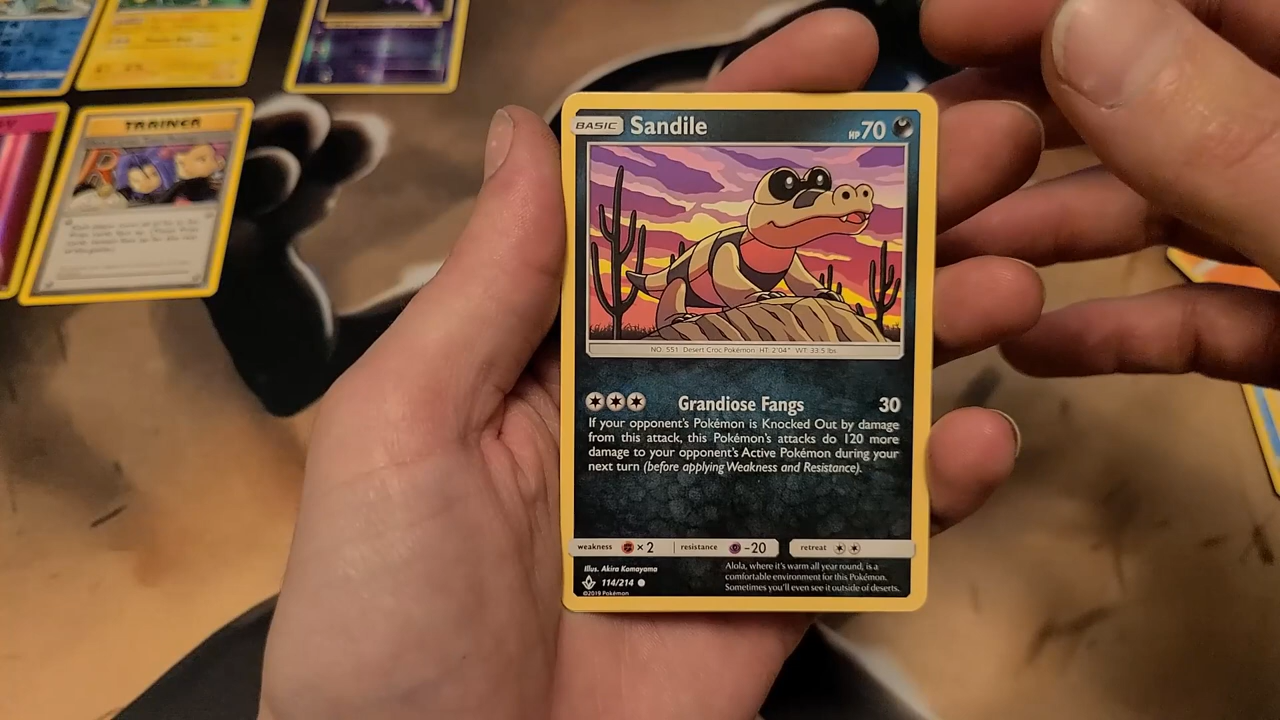 TRAINER
BASIC Sandile HP 70
NO. 551 Desert Croc Pokémon HT: 2'04" WT: 33.5 lbs.
Grandiose Fangs 30
If your opponent's Pokémon is Knocked Out by damage
from this attack, this Pokémon's attacks do 120 more
damage to your opponent's Active Pokémon during your
next turn (before applying Weakness and Resistance).
weakness × 2 resistance -20 retreat
Illus. Akira Komayama
114/214
©2019 Pokémon
Alola, where it's warm all year round, is a
comfortable environment for this Pokémon.
Sometimes you'll even see it outside of deserts.